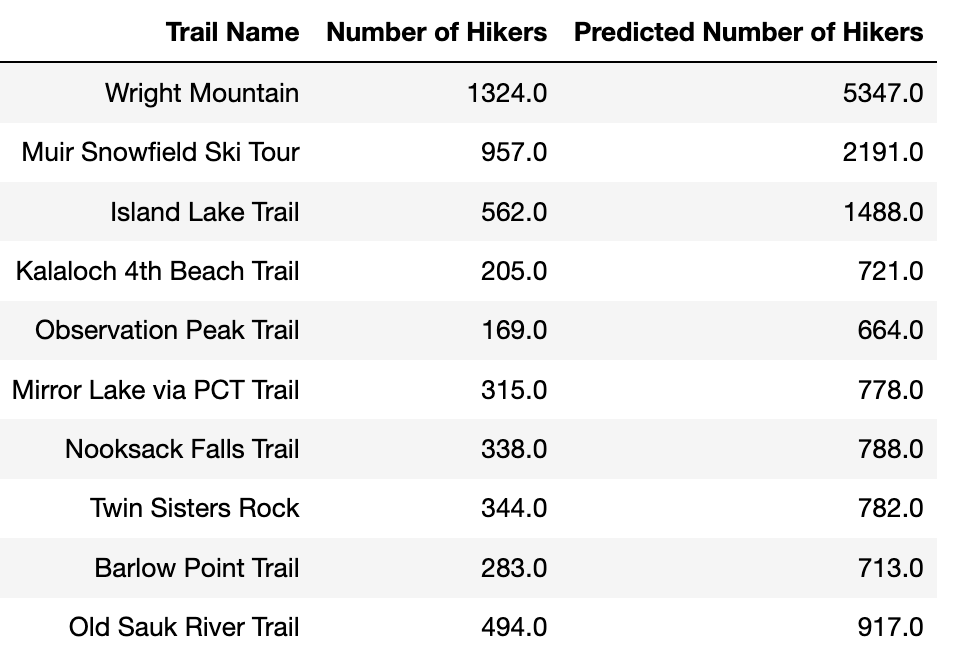 Trail Name Number of Hikers Predicted Number of Hikers
Wright Mountain 1324.0 5347.0
Muir Snowfield Ski Tour 957.0 2191.0
Island Lake Trail 562.0 1488.0
Kalaloch 4th Beach Trail 205.0 721.0
Observation Peak Trail 169.0 664.0
Mirror Lake via PCT Trail 315.0 778.0
Nooksack Falls Trail 338.0 788.0
Twin Sisters Rock 344.0 782.0
Barlow Point Trail 283.0 713.0
Old Sauk River Trail 494.0 917.0